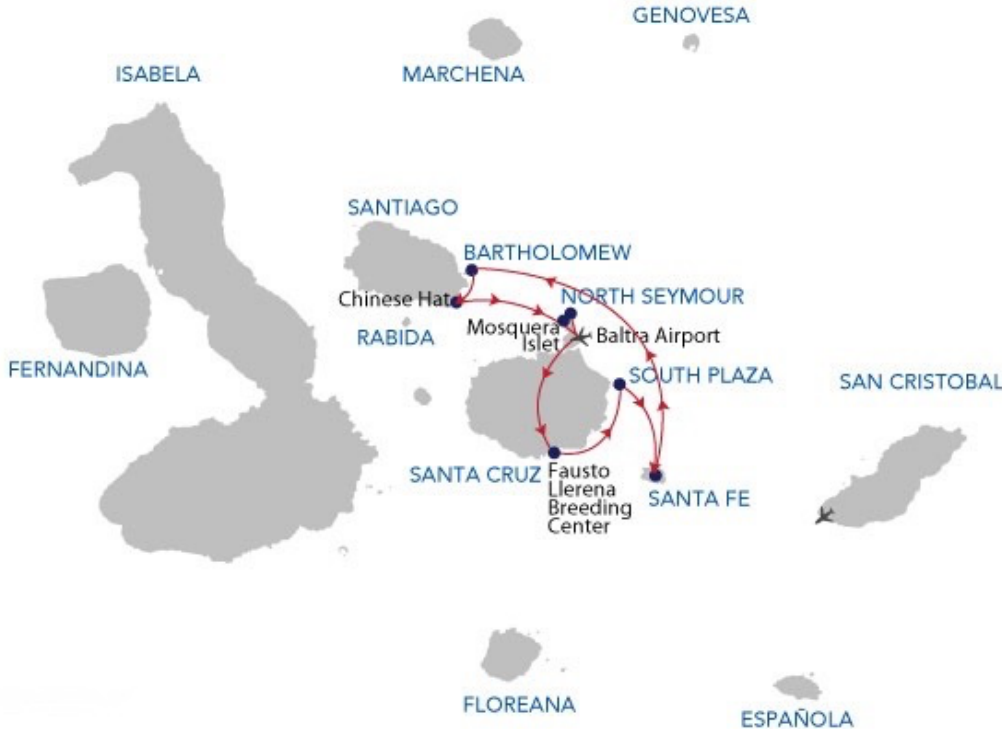 GENOVESA
MARCHENA
ISABELA
SANTIAGO
BARTHOLOMEW
Chinese Hat
NORTH SEYMOUR
Mosquera
Islet
Baltra Airport
RABIDA
FERNANDINA
SOUTH PLAZA
SAN CRISTOBAL
SANTA CRUZ
Fausto
Llerena
Breeding
Center
SANTA FE
FLOREANA
ESPAÑOLA